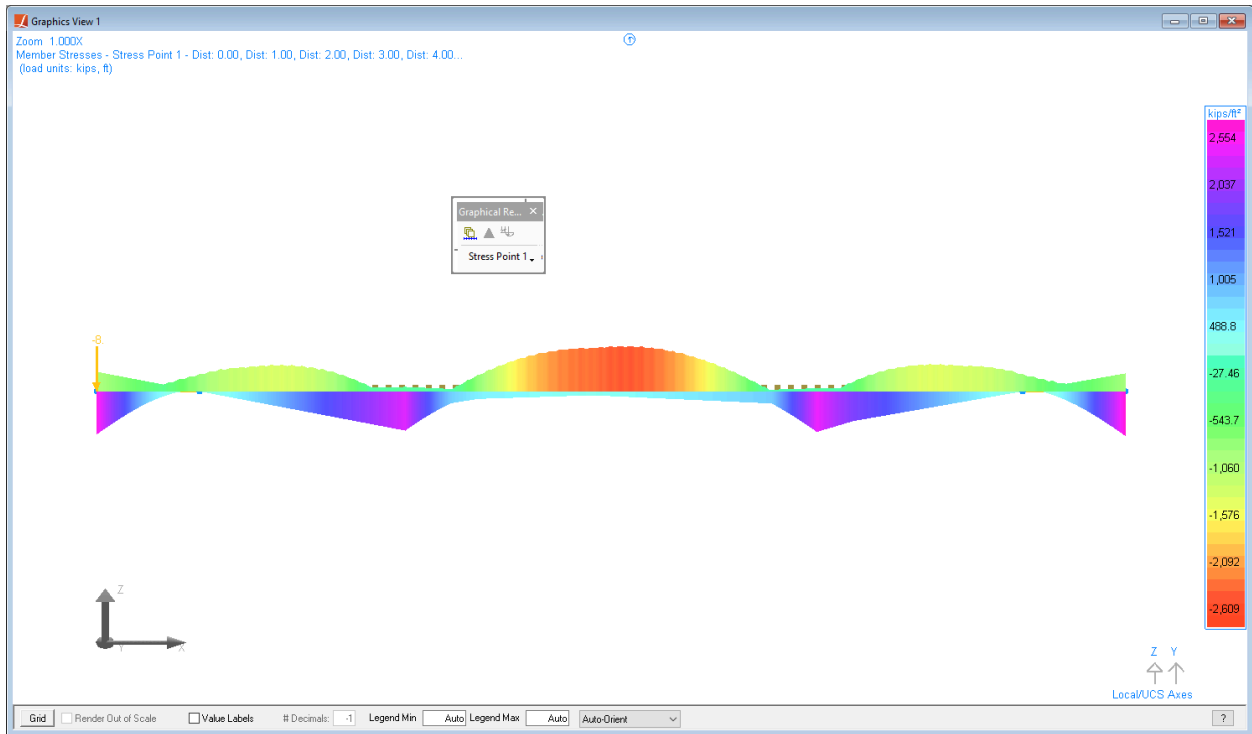 Graphics View 1
Zoom 1.000X
Member Stresses - Stress Point 1 - Dist: 0.00, Dist: 1.00, Dist: 2.00, Dist: 3.00, Dist: 4.00...
(load units: kips, ft)
kips/ft²
2,554
2,037
1,521
1,005
488.8
-27.46
-543.7
-1,060
-1,576
-2,092
-2,609
Graphical Re...
Stress Point 1
-8
Z
Y
X
Z Y
Local/UCS Axes
Grid Render Out of Scale Value Labels # Decimals: -1 Legend Min Auto Legend Max Auto Auto-Orient ?